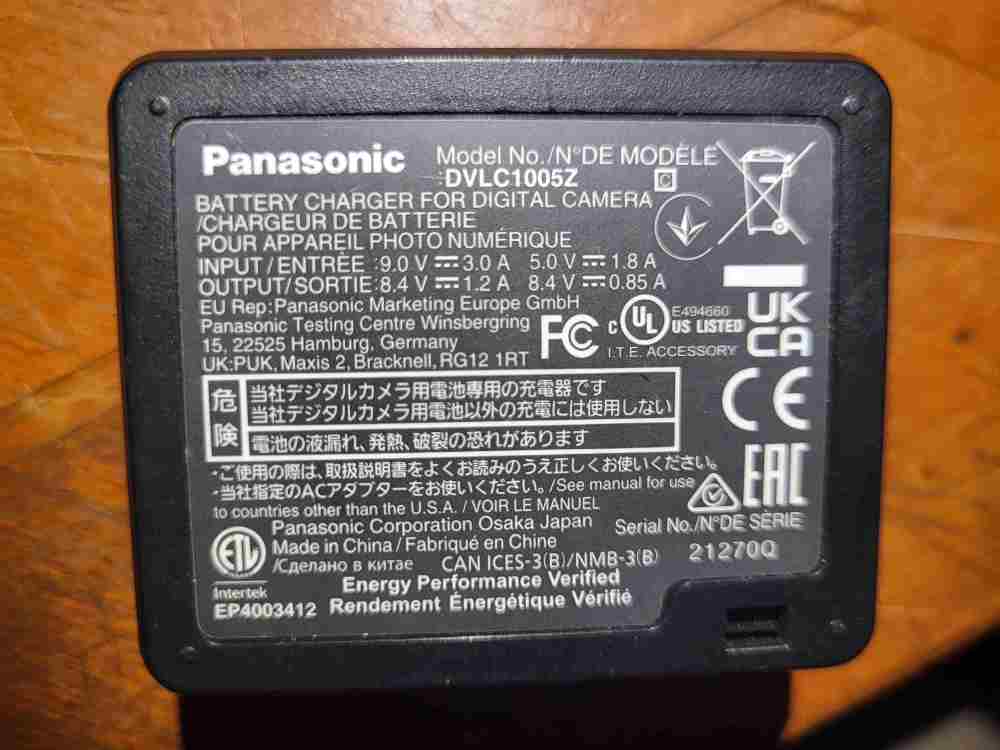 Panasonic
Model No./N°DE MODÈLE
:DVLC1005Z
C
BATTERY CHARGER FOR DIGITAL CAMERA
/CHARGEUR DE BATTERIE
POUR APPAREIL PHOTO NUMÉRIQUE
INPUT/ENTRÉE :9.0 V ⎓ 3.0 A 5.0 V ⎓ 1.8 A
OUTPUT/SORTIE:8.4 V ⎓ 1.2 A 8.4 V ⎓ 0.85 A
EU Rep:Panasonic Marketing Europe GmbH
Panasonic Testing Centre Winsbergring
15, 22525 Hamburg, Germany
UK:PUK, Maxis 2, Bracknell,RG12 1RT
FC
C UL US LISTED
E494660
I.T.E. ACCESSORY
UK
CA
CE
EAC
危険
当社デジタルカメラ用電池専用の充電器です
当社デジタルカメラ用電池以外の充電には使用しない
電池の液漏れ、発熱、破裂の恐れがあります
・ご使用の際は、取扱説明書をよくお読みのうえ正しくお使いください。
・当社指定のACアダプターをお使いください。/See manual for use
to countries other than the U.S.A. / VOIR LE MANUEL
Panasonic Corporation Osaka Japan
Made in China / Fabriqué en Chine
/Сделано в китае
CAN ICES-3(B)/NMB-3(B)
Serial No./N°DE SÉRIE
21270Q
ETL
Intertek
EP4003412
Energy Performance Verified
Rendement Énergétique Vérifié